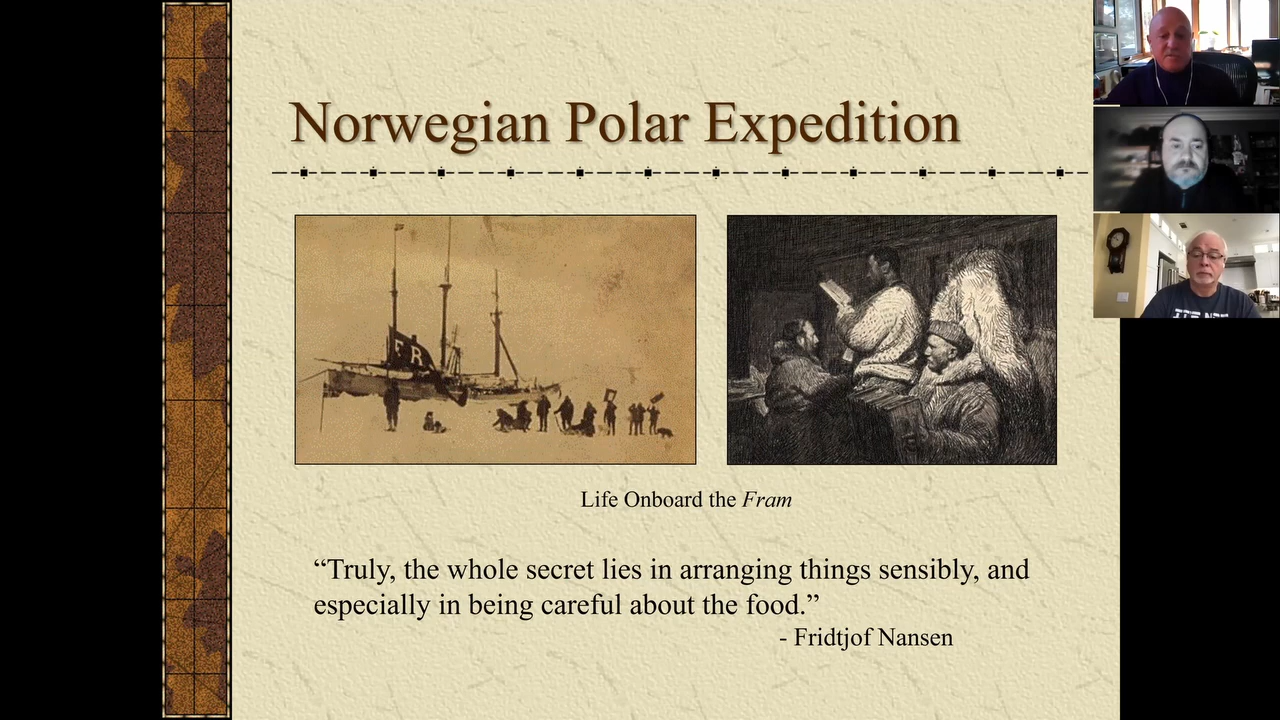 Norwegian Polar Expedition
FR
Life Onboard the Fram
“Truly, the whole secret lies in arranging things sensibly, and
especially in being careful about the food.”
- Fridtjof Nansen